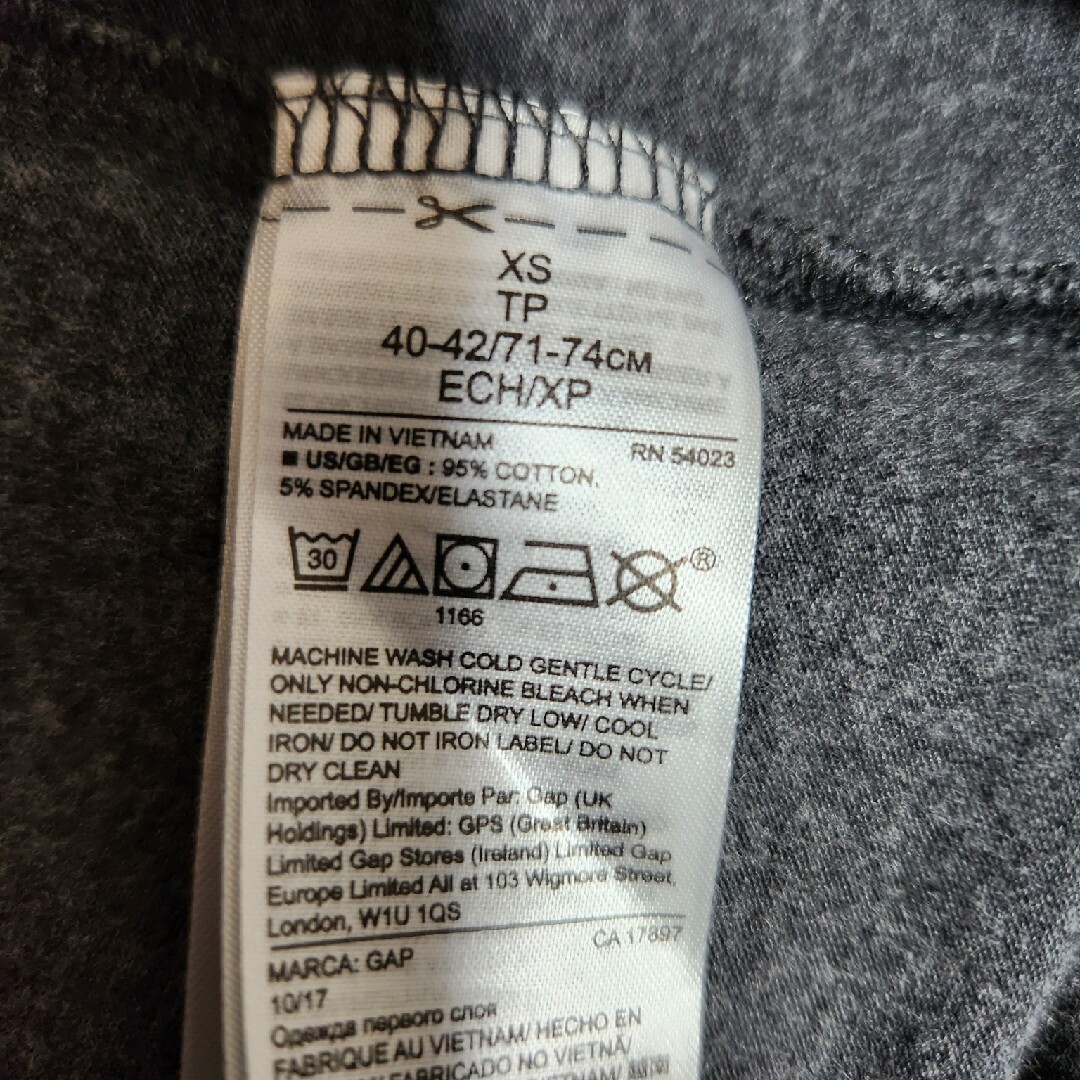 XS
TP
40-42/71-74CM
ECH/XP
MADE IN VIETNAM
RN 54023
■ US/GB/EG : 95% COTTON,
5% SPANDEX/ELASTANE
30
®
1166
MACHINE WASH COLD GENTLE CYCLE/
ONLY NON-CHLORINE BLEACH WHEN
NEEDED/ TUMBLE DRY LOW/ COOL
IRON/ DO NOT IRON LABEL/ DO NOT
DRY CLEAN
Imported By/Importe Par: Gap (UK
Holdings) Limited: GPS (Great Britain)
Limited Gap Stores (Ireland) Limited Gap
Europe Limited All at 103 Wigmore Street,
London, W1U 1QS
CA 17897
MARCA: GAP
10/17
Одежда первого слоя
FABRIQUE AU VIETNAM/ HECHO EN
FABRICADO NO VIETNÃ/
VIETNAM/